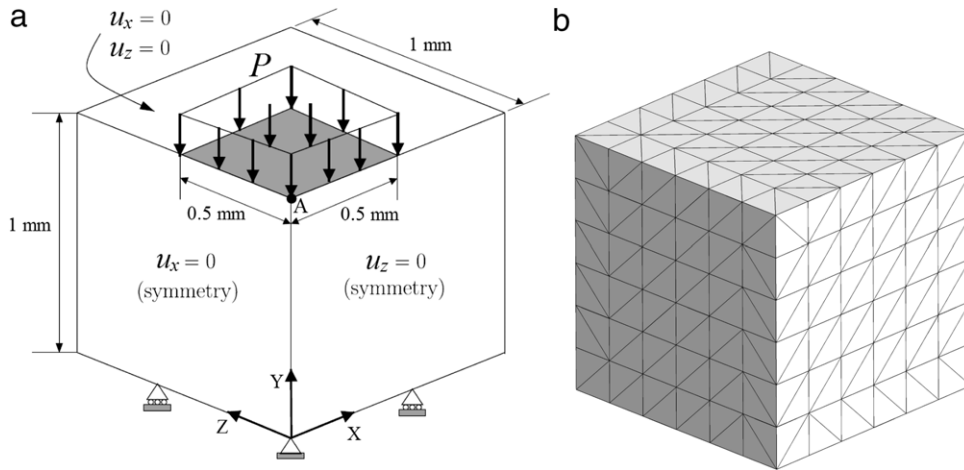 a
u_x = 0
u_z = 0
P
1 mm
1 mm
A
0.5 mm
0.5 mm
u_x = 0
(symmetry)
u_z = 0
(symmetry)
Y
Z
X
b